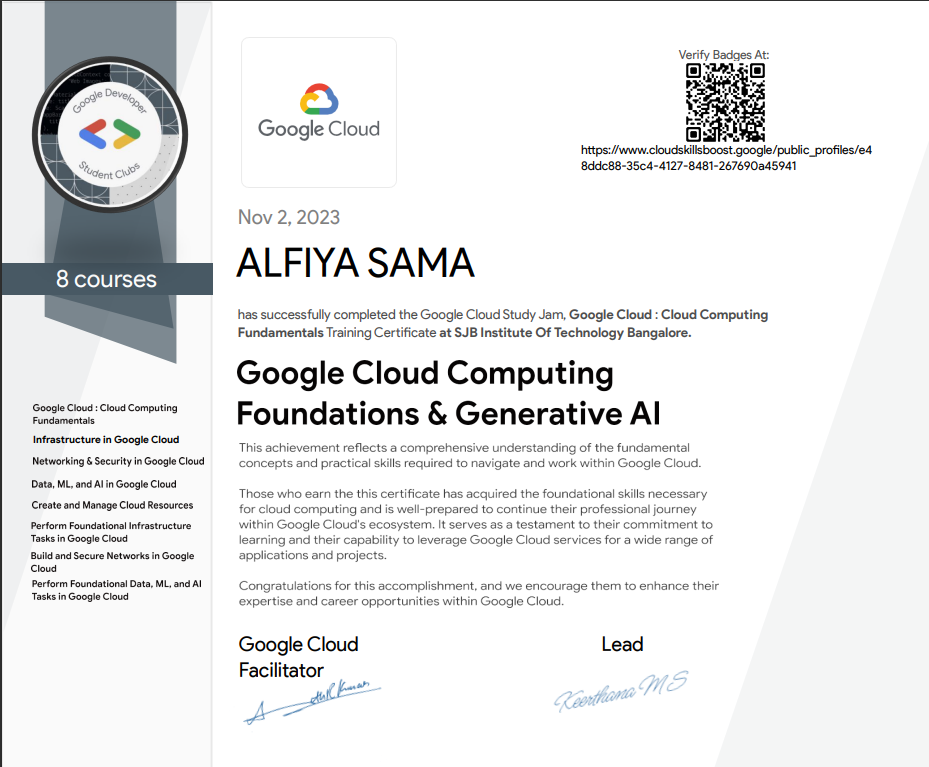 Google Developer
Student Clubs
8 courses
Google Cloud : Cloud Computing
Fundamentals
Infrastructure in Google Cloud
Networking & Security in Google Cloud
Data, ML, and AI in Google Cloud
Create and Manage Cloud Resources
Perform Foundational Infrastructure
Tasks in Google Cloud
Build and Secure Networks in Google
Cloud
Perform Foundational Data, ML, and AI
Tasks in Google Cloud
Google Cloud
Verify Badges At:
https://www.cloudskillsboost.google/public_profiles/e4
8ddc88-35c4-4127-8481-267690a45941
Nov 2, 2023
ALFIYA SAMA
has successfully completed the Google Cloud Study Jam, Google Cloud : Cloud Computing
Fundamentals Training Certificate at SJB Institute Of Technology Bangalore.
Google Cloud Computing
Foundations & Generative AI
This achievement reflects a comprehensive understanding of the fundamental
concepts and practical skills required to navigate and work within Google Cloud.
Those who earn the this certificate has acquired the foundational skills necessary
for cloud computing and is well-prepared to continue their professional journey
within Google Cloud's ecosystem. It serves as a testament to their commitment to
learning and their capability to leverage Google Cloud services for a wide range of
applications and projects.
Congratulations for this accomplishment, and we encourage them to enhance their
expertise and career opportunities within Google Cloud.
Google Cloud
Facilitator
Lead
Keerthana M S